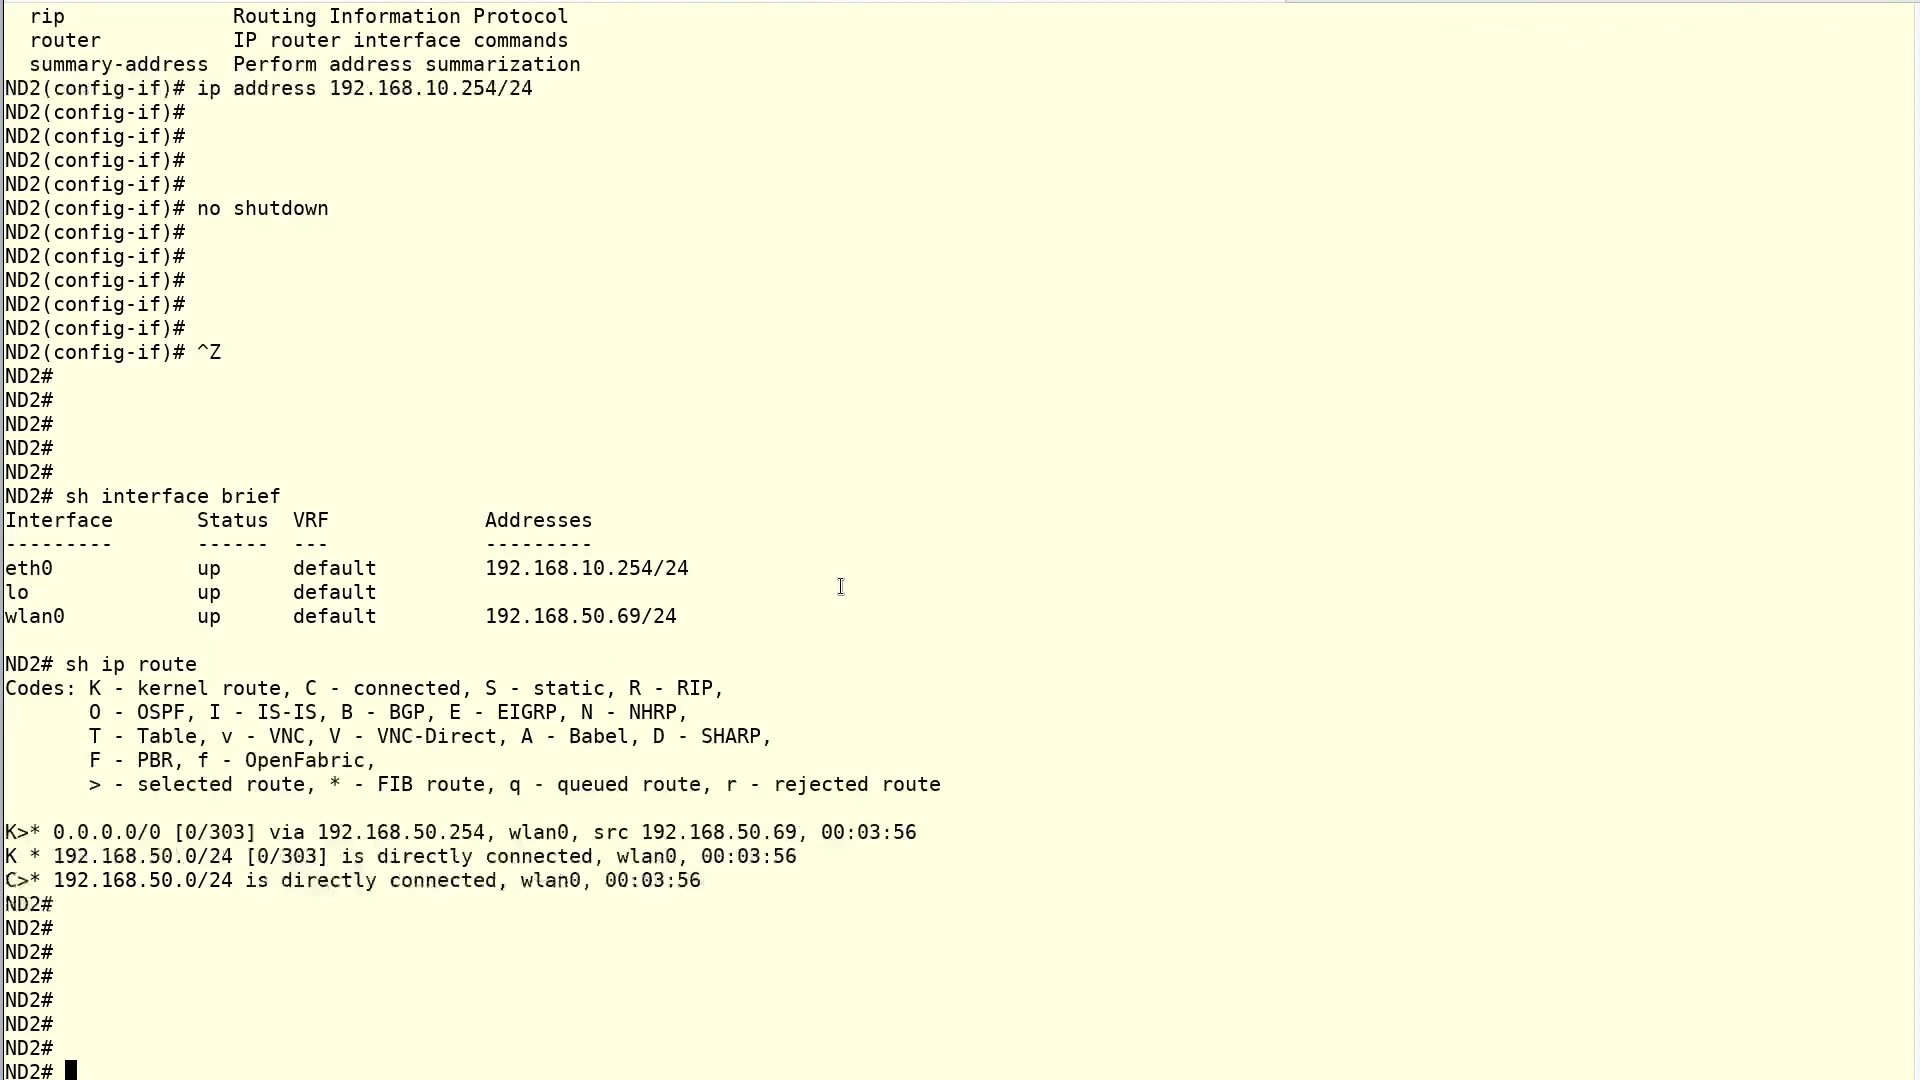 rip              Routing Information Protocol
  router           IP router interface commands
  summary-address  Perform address summarization
ND2(config-if)# ip address 192.168.10.254/24
ND2(config-if)#
ND2(config-if)#
ND2(config-if)#
ND2(config-if)#
ND2(config-if)# no shutdown
ND2(config-if)#
ND2(config-if)#
ND2(config-if)#
ND2(config-if)#
ND2(config-if)#
ND2(config-if)# ^Z
ND2#
ND2#
ND2#
ND2#
ND2#
ND2# sh interface brief
Interface       Status  VRF             Addresses
---------       ------  ---             ---------
eth0            up      default         192.168.10.254/24
lo              up      default
wlan0           up      default         192.168.50.69/24

ND2# sh ip route
Codes: K - kernel route, C - connected, S - static, R - RIP,
       O - OSPF, I - IS-IS, B - BGP, E - EIGRP, N - NHRP,
       T - Table, v - VNC, V - VNC-Direct, A - Babel, D - SHARP,
       F - PBR, f - OpenFabric,
       > - selected route, * - FIB route, q - queued route, r - rejected route

K>* 0.0.0.0/0 [0/303] via 192.168.50.254, wlan0, src 192.168.50.69, 00:03:56
K * 192.168.50.0/24 [0/303] is directly connected, wlan0, 00:03:56
C>* 192.168.50.0/24 is directly connected, wlan0, 00:03:56
ND2#
ND2#
ND2#
ND2#
ND2#
ND2#
ND2#
ND2#